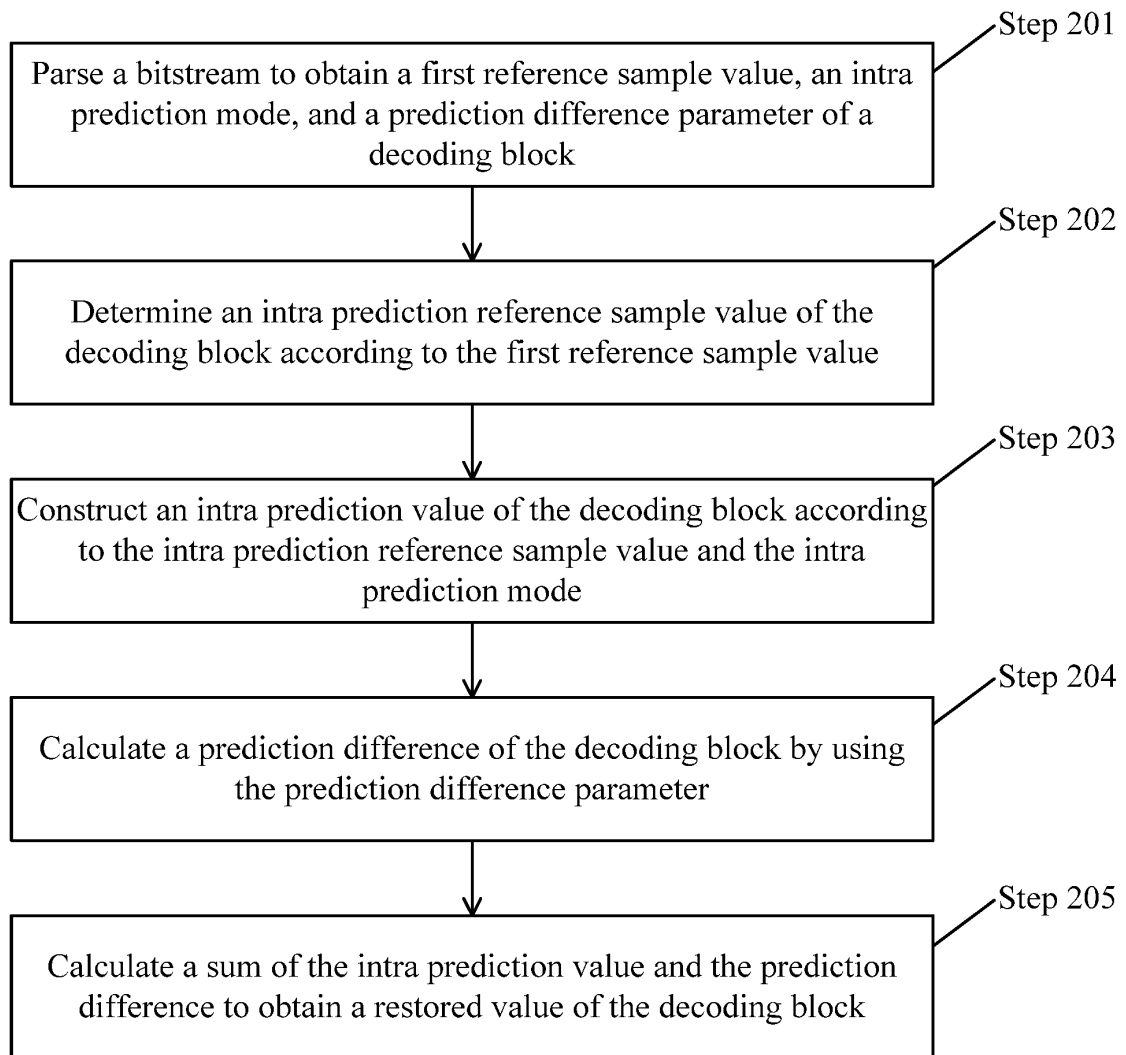 Step 201
Parse a bitstream to obtain a first reference sample value, an intra
prediction mode, and a prediction difference parameter of a
decoding block
Step 202
Determine an intra prediction reference sample value of the
decoding block according to the first reference sample value
Step 203
Construct an intra prediction value of the decoding block according
to the intra prediction reference sample value and the intra
prediction mode
Step 204
Calculate a prediction difference of the decoding block by using
the prediction difference parameter
Step 205
Calculate a sum of the intra prediction value and the prediction
difference to obtain a restored value of the decoding block